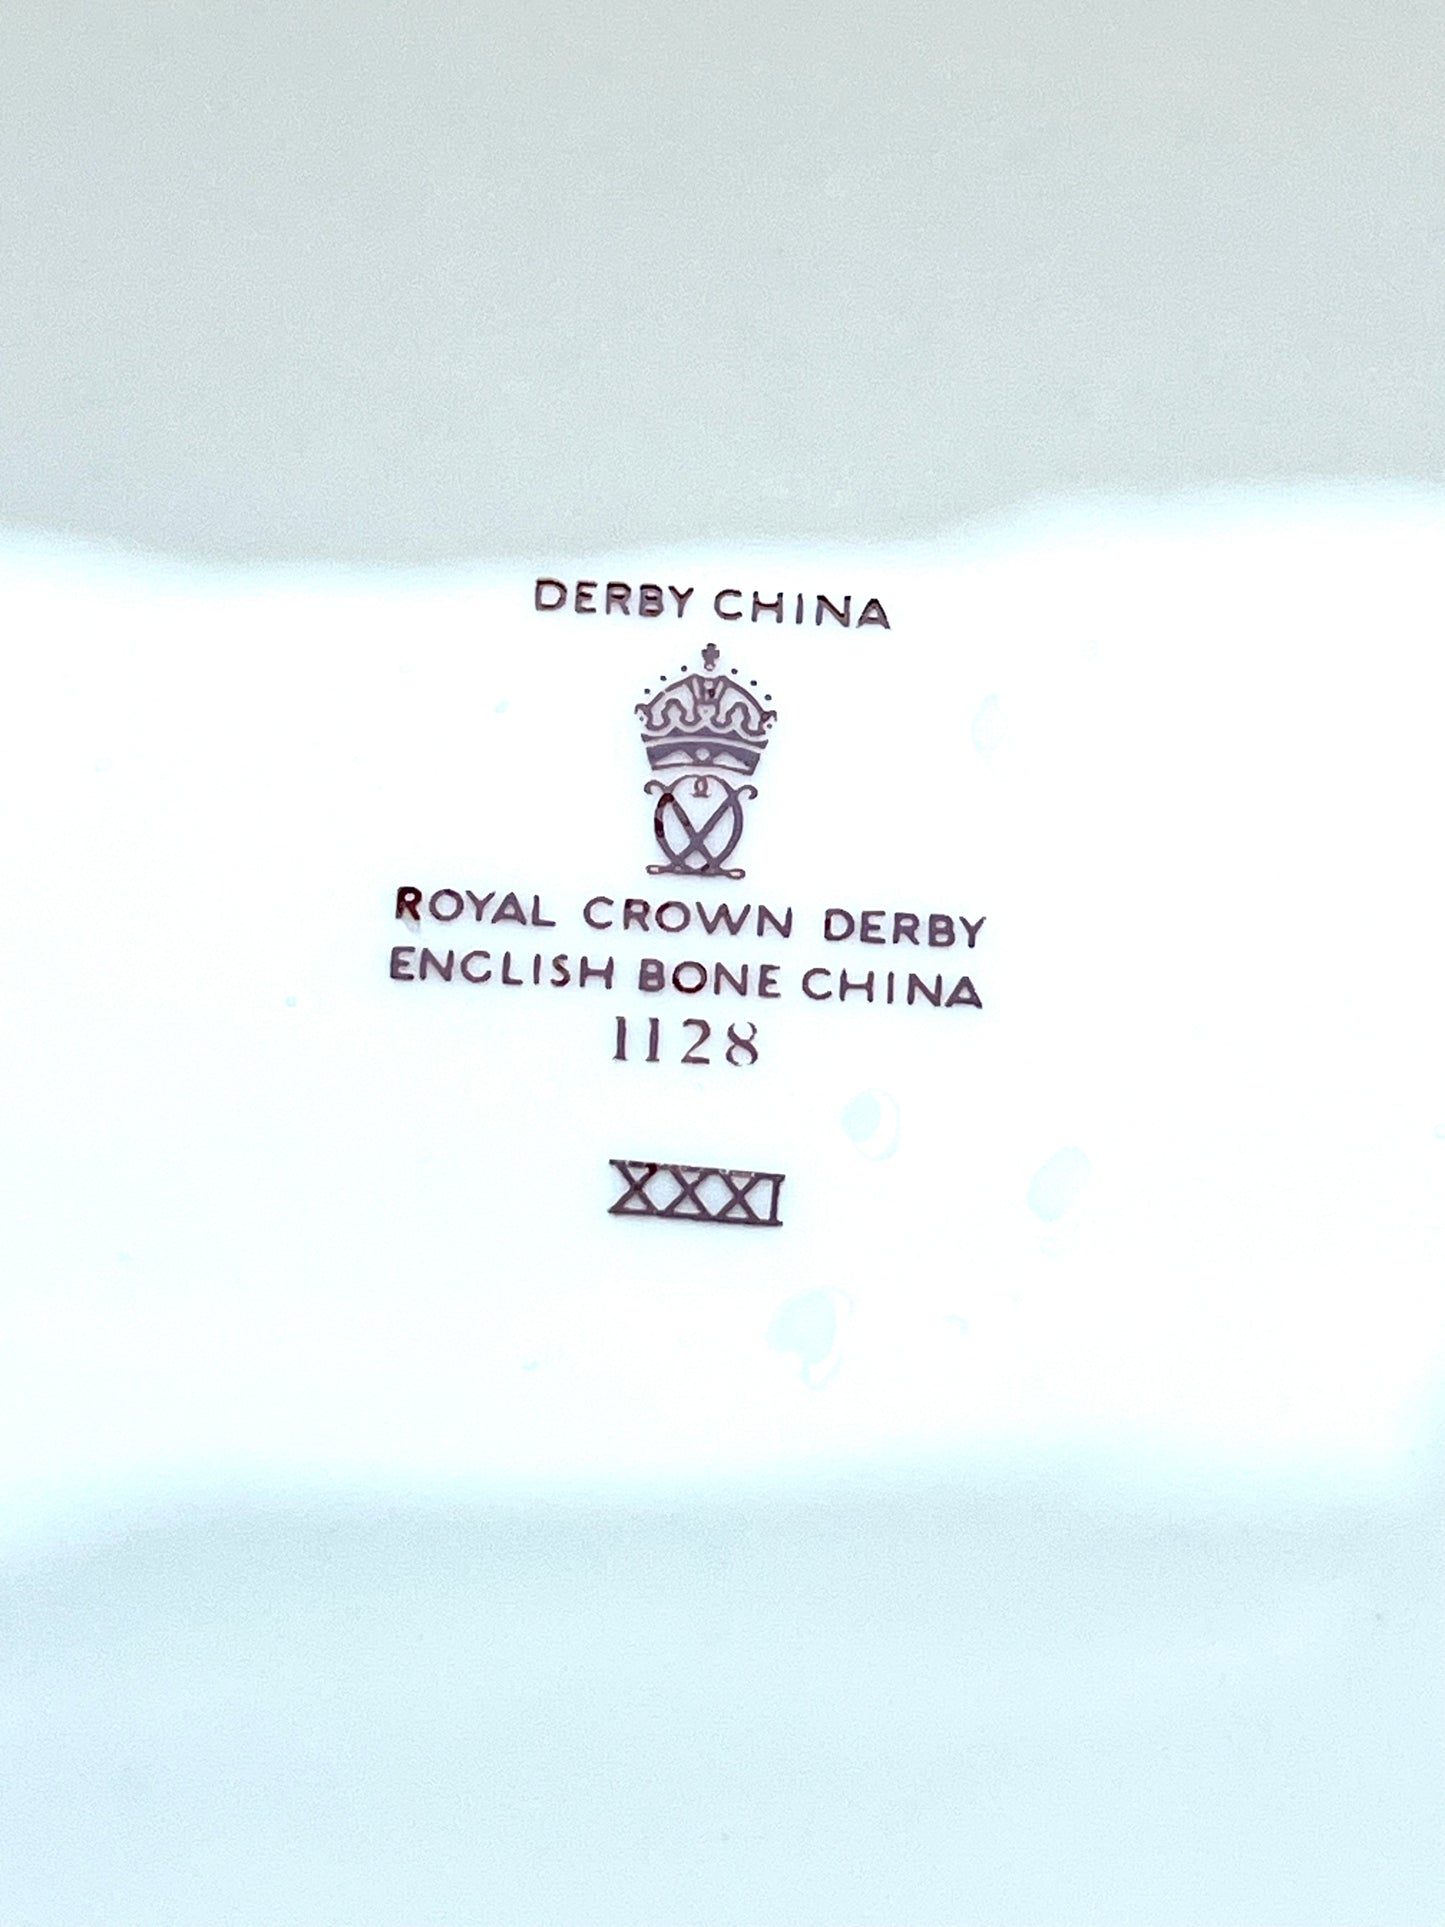 DERBY CHINA
ROYAL CROWN DERBY
ENGLISH BONE CHINA
1128
XXXI